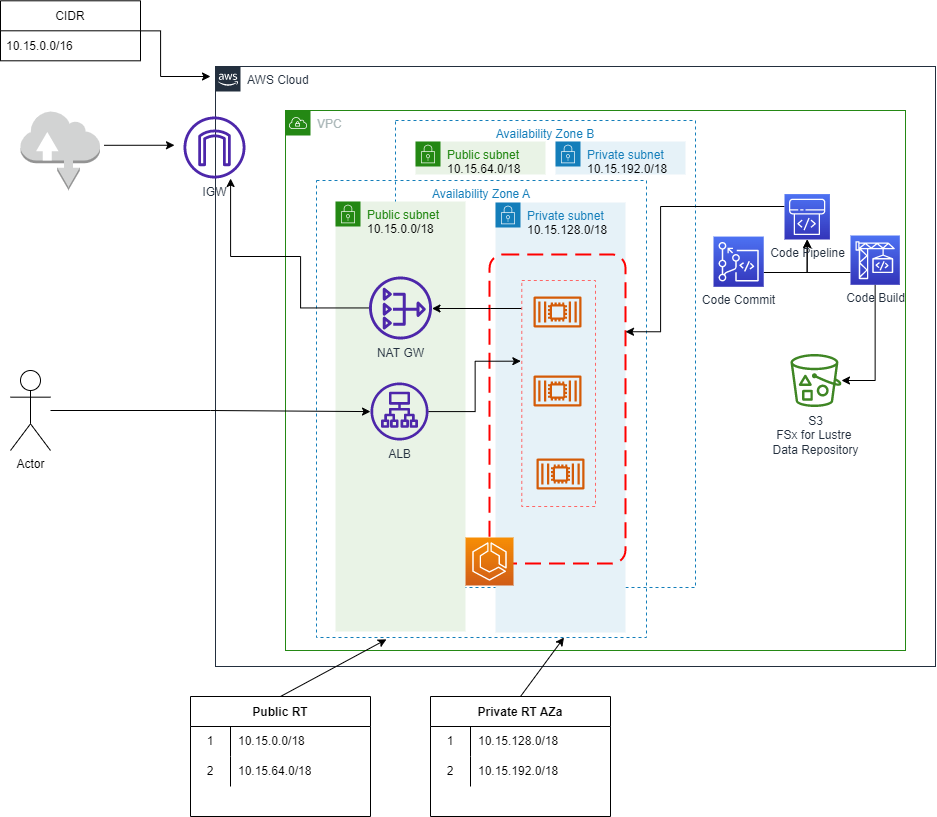 CIDR
10.15.0.0/16
aws
AWS Cloud
VPC
Availability Zone B
Public subnet
10.15.64.0/18
Private subnet
10.15.192.0/18
IGW
Availability Zone A
Public subnet
10.15.0.0/18
Private subnet
10.15.128.0/18
Code Pipeline
Code Commit
Code Build
NAT GW
ALB
Actor
S3
FSx for Lustre
Data Repository
Public RT
1 10.15.0.0/18
2 10.15.64.0/18
Private RT AZa
1 10.15.128.0/18
2 10.15.192.0/18